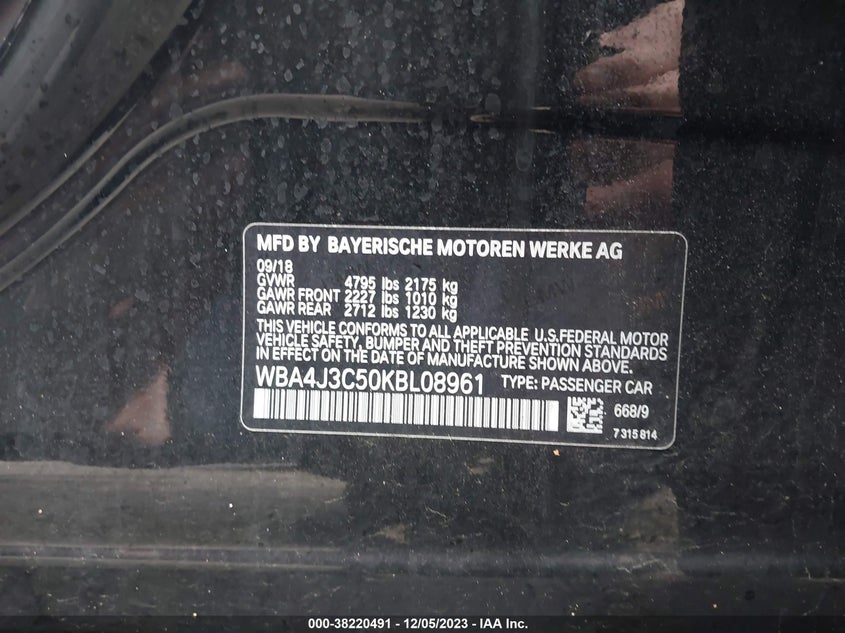 MFD BY BAYERISCHE MOTOREN WERKE AG
09/18
GVWR 4795 lbs 2175 kg
GAWR FRONT 2227 lbs 1010 kg
GAWR REAR 2712 lbs 1230 kg
THIS VEHICLE CONFORMS TO ALL APPLICABLE U.S.FEDERAL MOTOR
VEHICLE SAFETY, BUMPER AND THEFT PREVENTION STANDARDS
IN EFFECT ON THE DATE OF MANUFACTURE SHOWN ABOVE.
WBA4J3C50KBL08961 TYPE: PASSENGER CAR
668/9
7 315 814
000-38220491 - 12/05/2023 - IAA Inc.